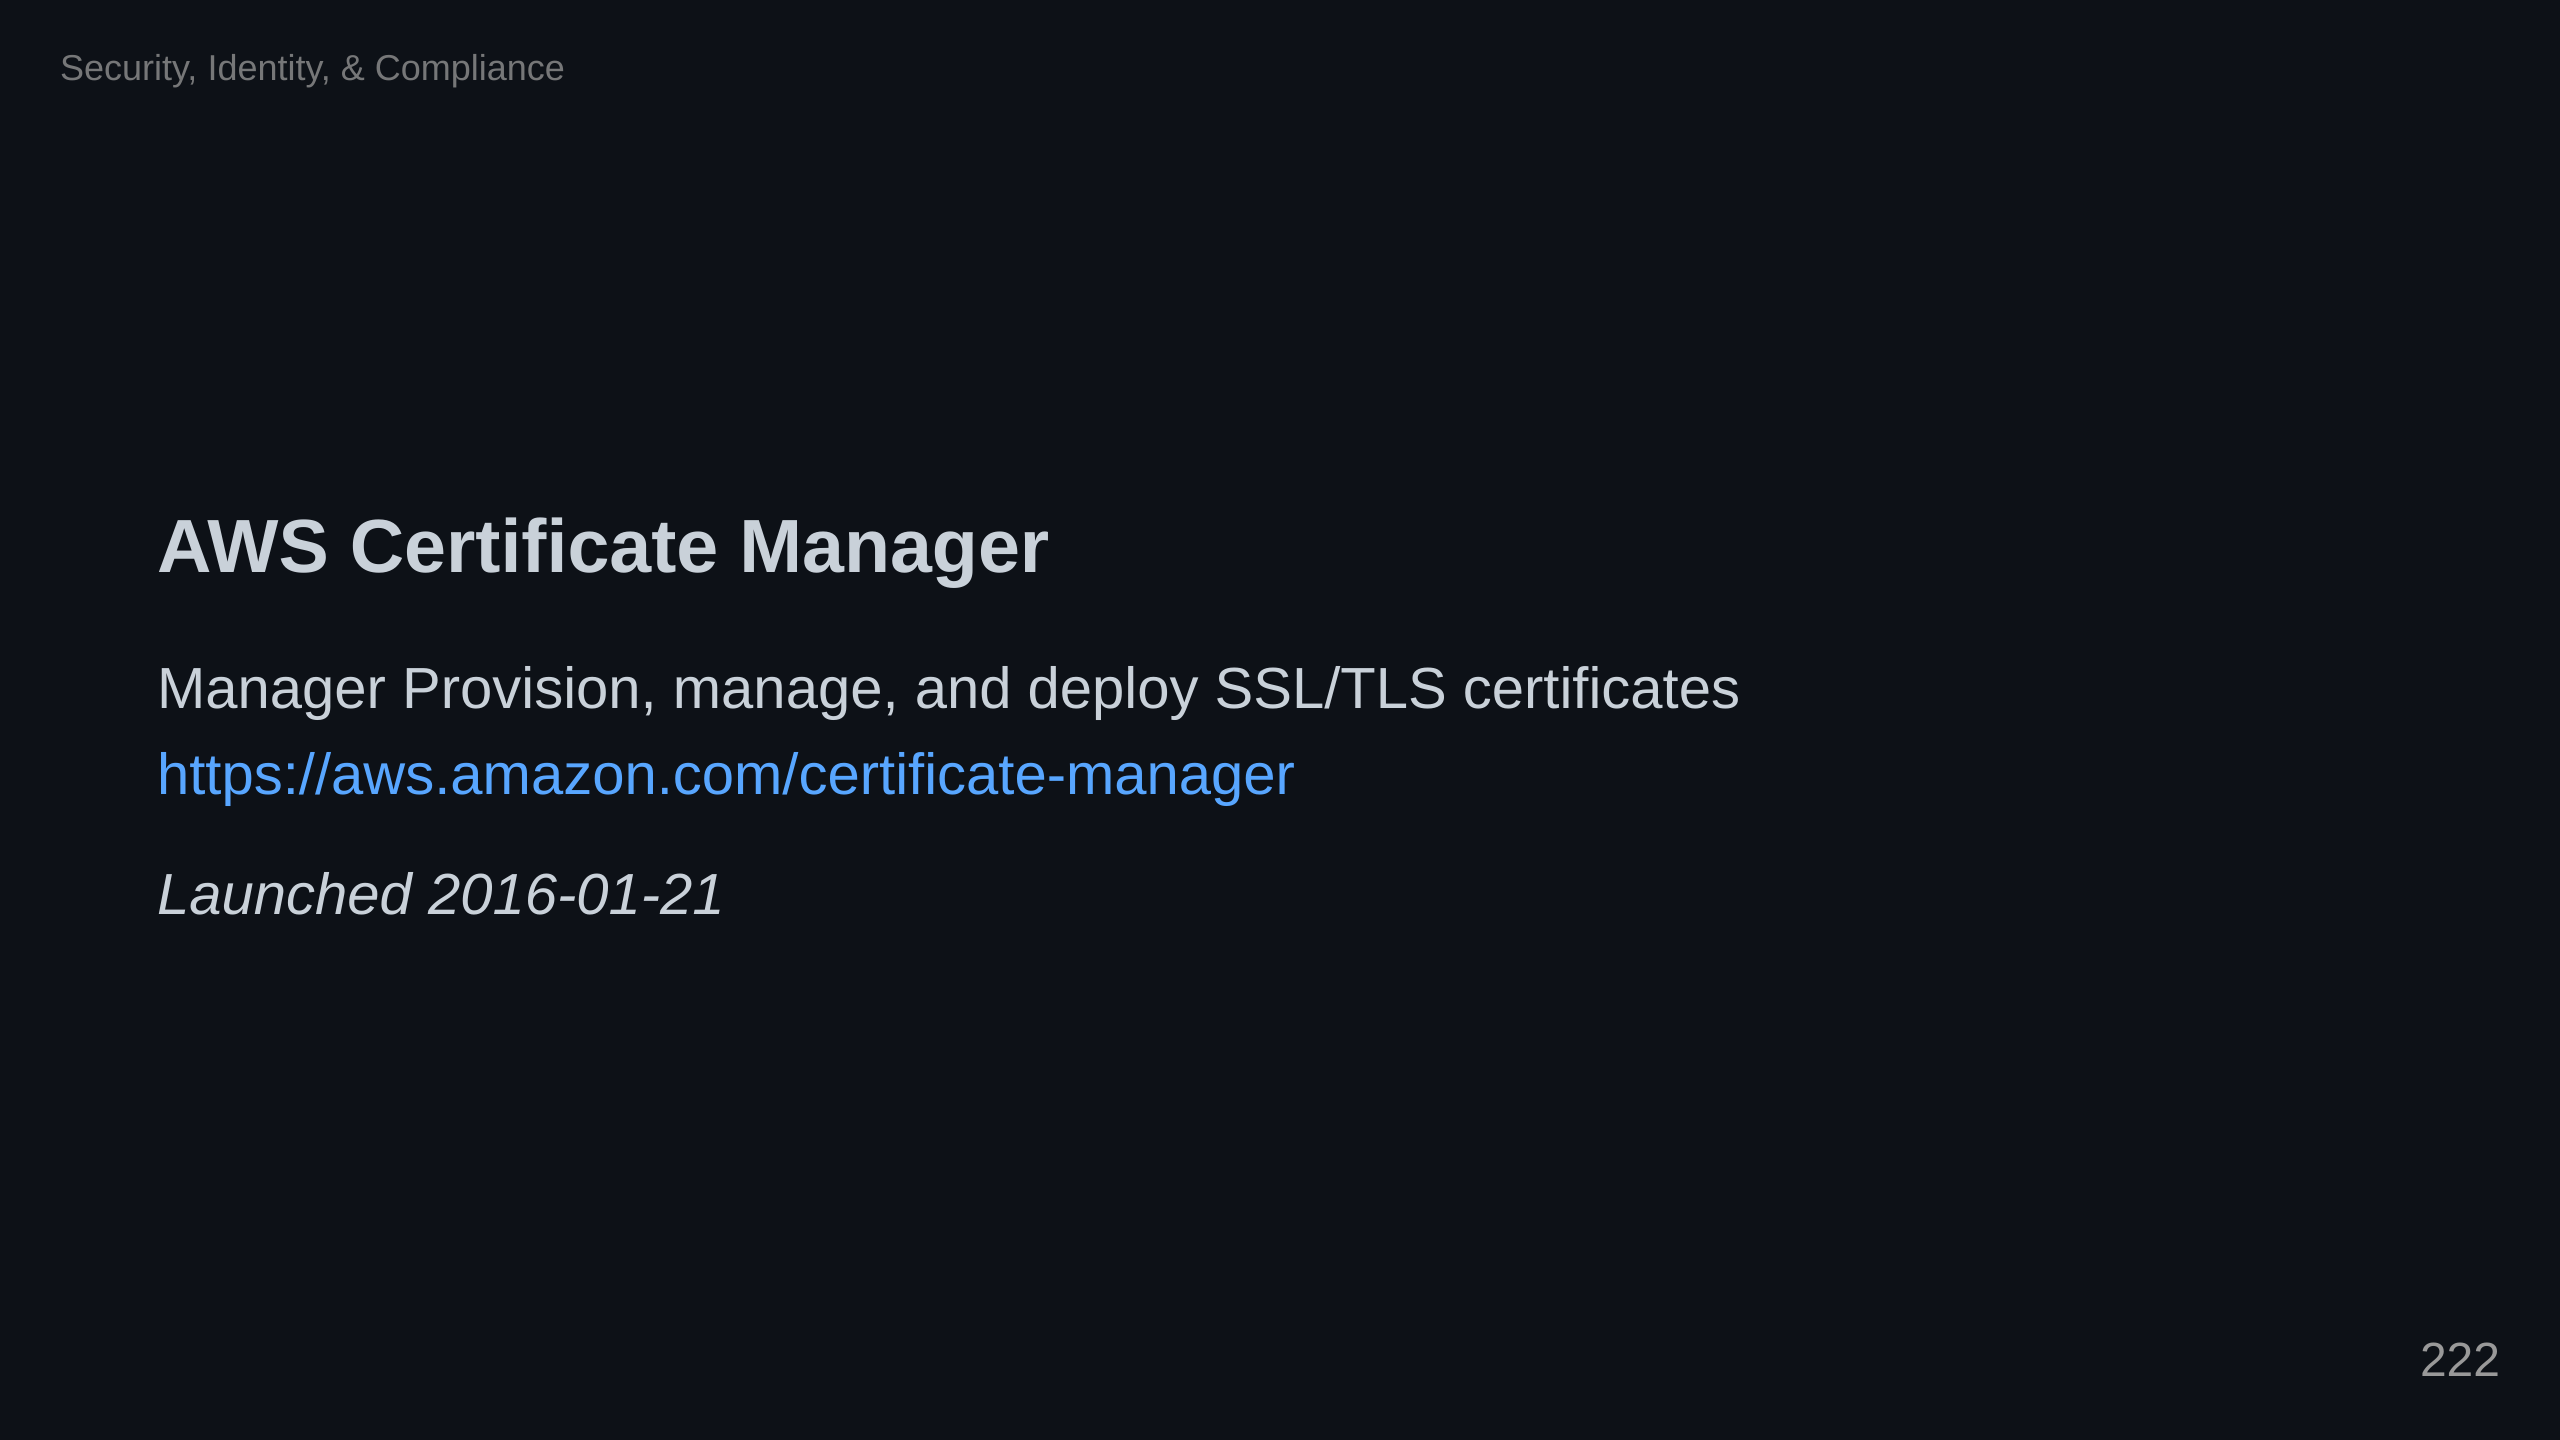 Security, Identity, & Compliance
AWS Certificate Manager
Manager Provision, manage, and deploy SSL/TLS certificates
https://aws.amazon.com/certificate-manager
Launched 2016-01-21
222